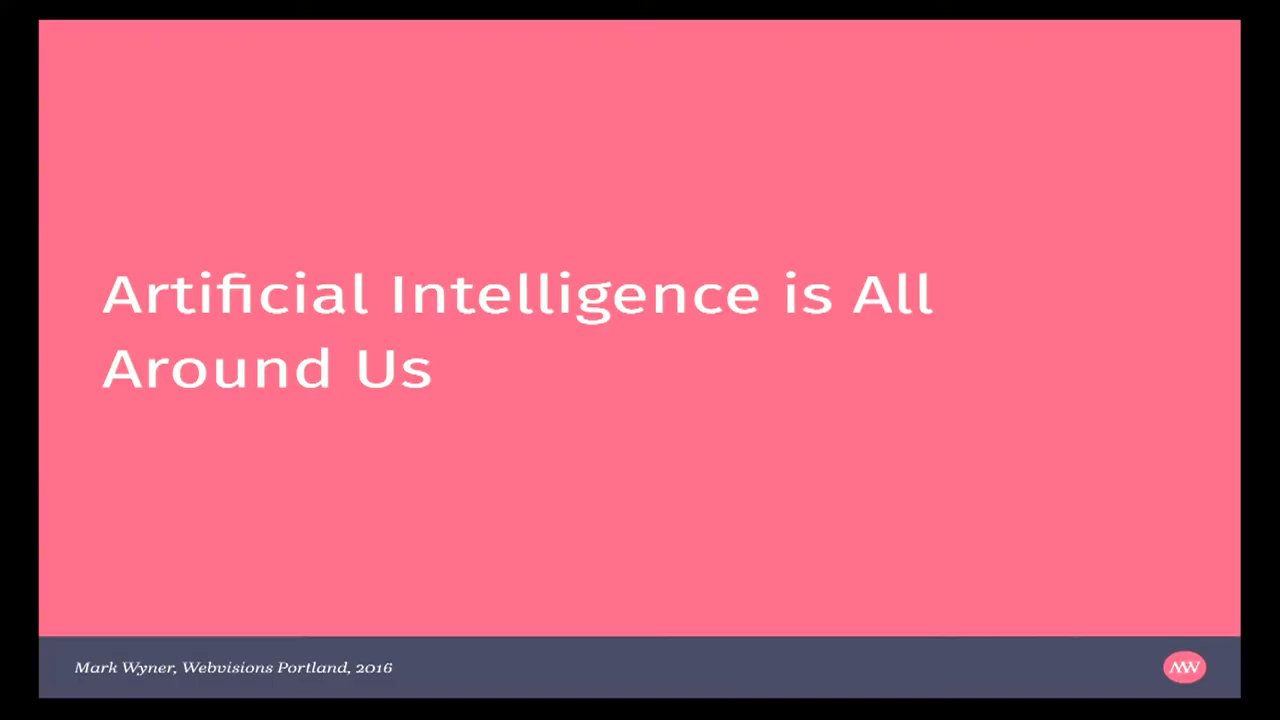 Artificial Intelligence is All
Around Us
Mark Wyner, Webvisions Portland, 2016
MW